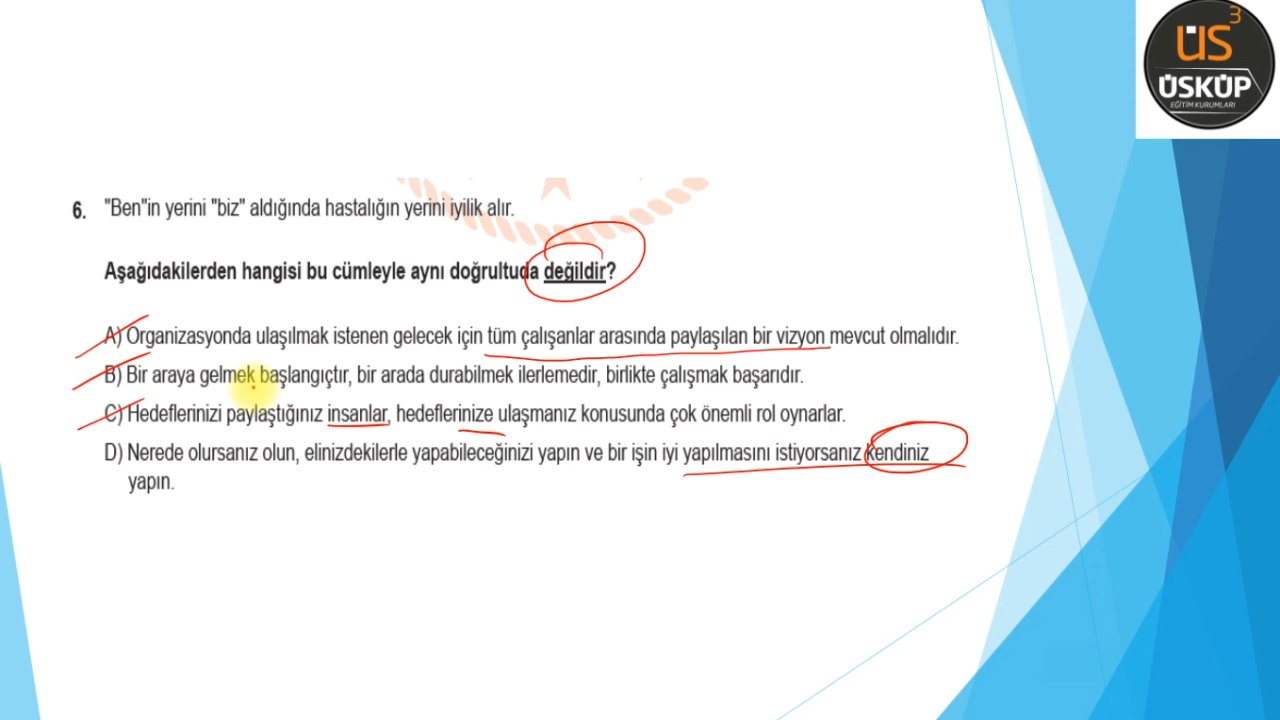 ÜS3
ÜSKÜP
EĞİTİM KURUMLARI
6. "Ben"in yerini "biz" aldığında hastalığın yerini iyilik alır.
Aşağıdakilerden hangisi bu cümleyle aynı doğrultuda değildir?
A) Organizasyonda ulaşılmak istenen gelecek için tüm çalışanlar arasında paylaşılan bir vizyon mevcut olmalıdır.
B) Bir araya gelmek başlangıçtır, bir arada durabilmek ilerlemedir, birlikte çalışmak başarıdır.
C) Hedeflerinizi paylaştığınız insanlar, hedeflerinize ulaşmanız konusunda çok önemli rol oynarlar.
D) Nerede olursanız olun, elinizdekilerle yapabileceğinizi yapın ve bir işin iyi yapılmasını istiyorsanız kendiniz
yapın.